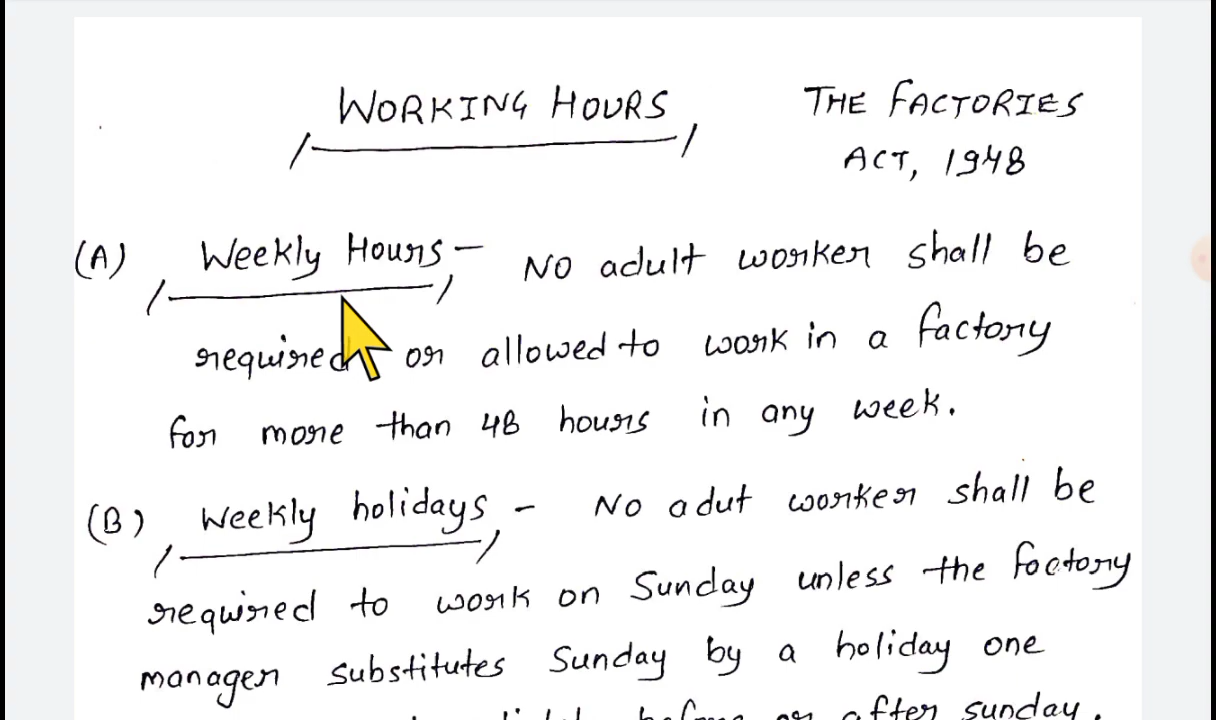 WORKING HOURS
THE FACTORIES
ACT, 1948
(A) Weekly Hours - No adult worker shall be
required or allowed to work in a factory
for more than 48 hours in any week.
(B) Weekly holidays - No adut worker shall be
required to work on Sunday unless the factory
manager substitutes Sunday by a holiday one
after sunday.